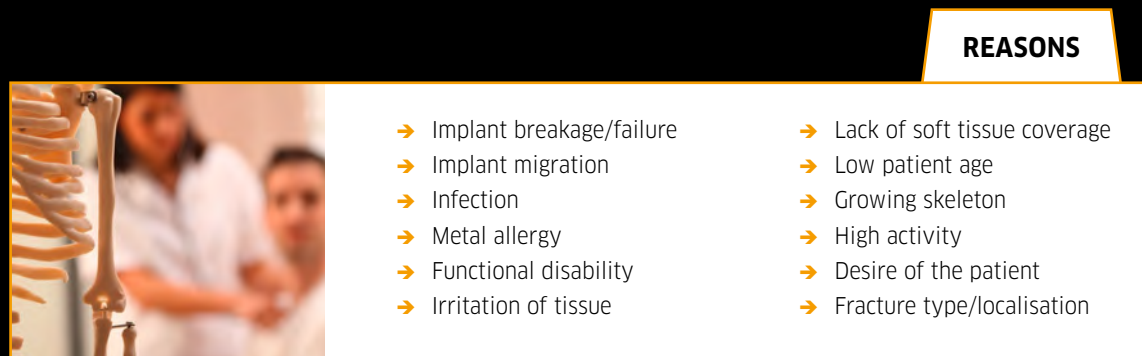 REASONS
→ Implant breakage/failure
→ Implant migration
→ Infection
→ Metal allergy
→ Functional disability
→ Irritation of tissue
→ Lack of soft tissue coverage
→ Low patient age
→ Growing skeleton
→ High activity
→ Desire of the patient
→ Fracture type/localisation